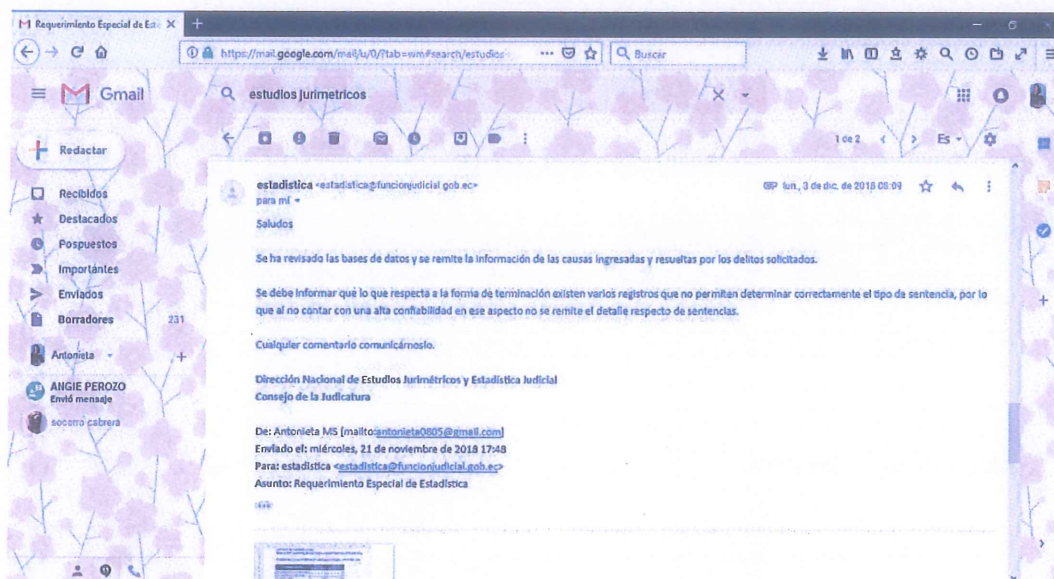 Requerimiento Especial de Est
https://mail.google.com/mail/u/0/?tab=wm#search/estudios
Buscar
Gmail
estudios jurimetricos
Redactar
1 de 2
Es
Recibidos
Destacados
Pospuestos
Importantes
Enviados
Borradores 231
Antonieta
ANGIE PEROZO
Envió mensaje
socorro cabrera
estadistica <estadistica@funcionjudicial.gob.ec>
lun., 3 de dic. de 2018 08:09
para mí
Saludos
Se ha revisado las bases de datos y se remite la información de las causas ingresadas y resueltas por los delitos solicitados.
Se debe informar que lo que respecta a la forma de terminación existen varios registros que no permiten determinar correctamente el tipo de sentencia, por lo
que al no contar con una alta confiabilidad en ese aspecto no se remite el detalle respecto de sentencias.
Cualquier comentario comunicárnoslo.
Dirección Nacional de Estudios Jurimétricos y Estadística Judicial
Consejo de la Judicatura
De: Antonieta MS [mailto:antonieta0805@gmail.com]
Enviado el: miércoles, 21 de noviembre de 2018 17:48
Para: estadistica <estadistica@funcionjudicial.gob.ec>
Asunto: Requerimiento Especial de Estadística